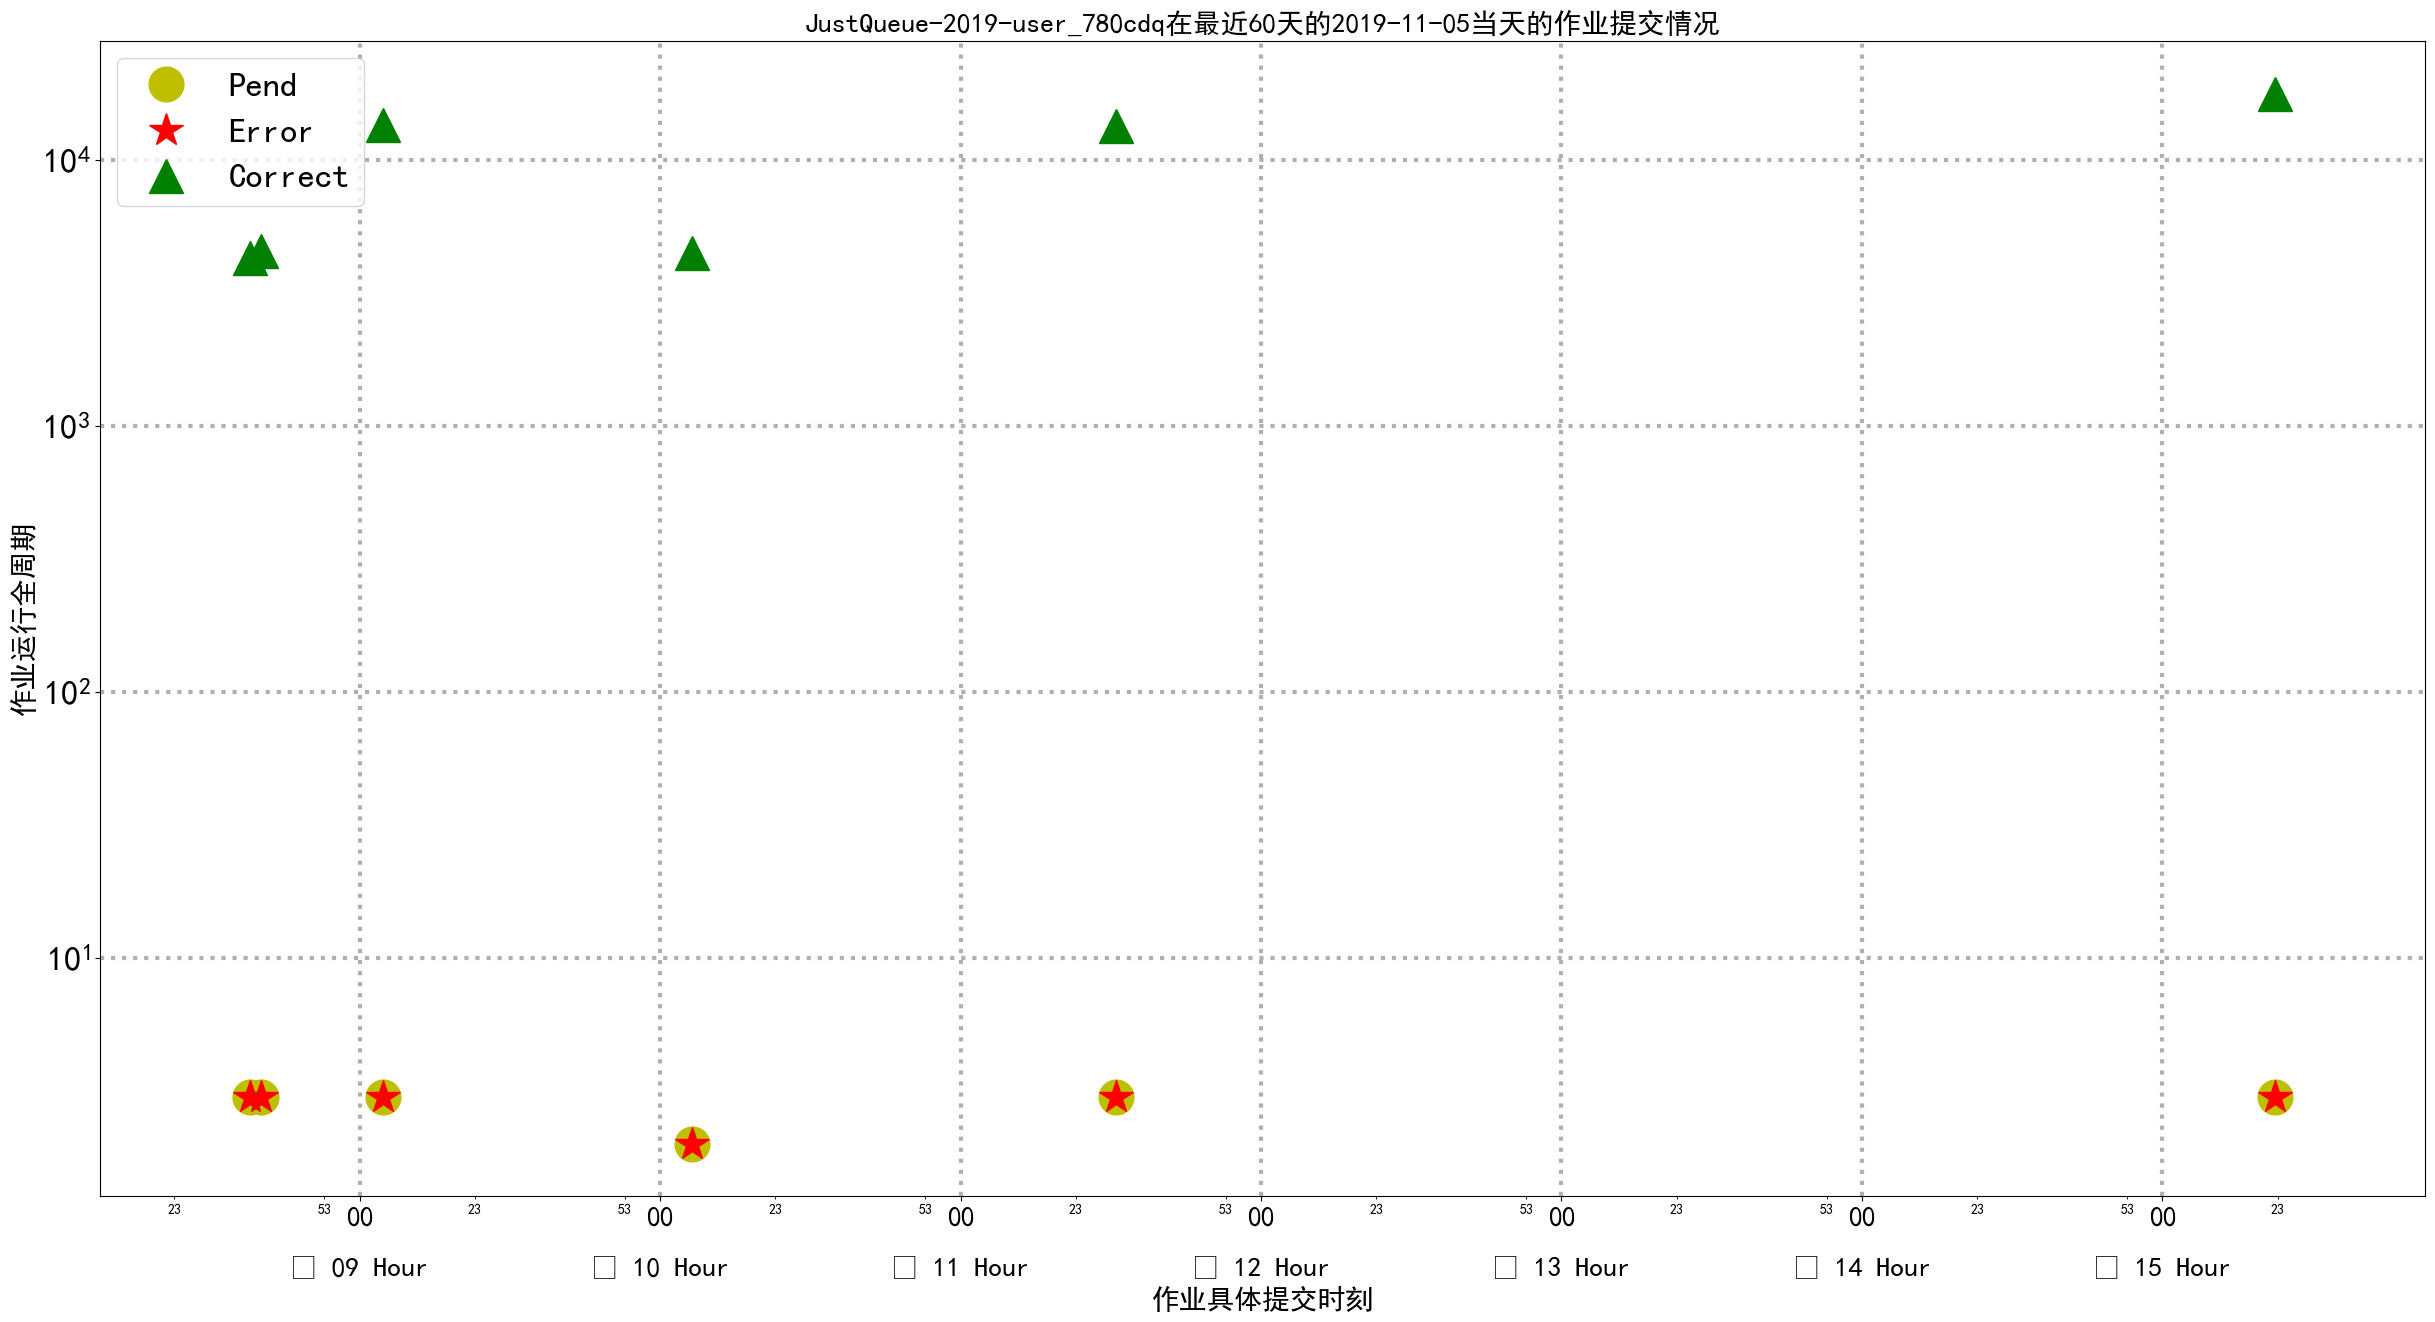 JustQueue-2019-user_780cdq在最近60天的2019-11-05当天的作业提交情况
Pend
Error
Correct
10⁴
10³
10²
10¹
作业运行全周期
23 53 00 23 53 00 23 53 00 23 53 00 23 53 00 23 53 00 23 53 00 23
09 Hour 10 Hour 11 Hour 12 Hour 13 Hour 14 Hour 15 Hour
作业具体提交时刻